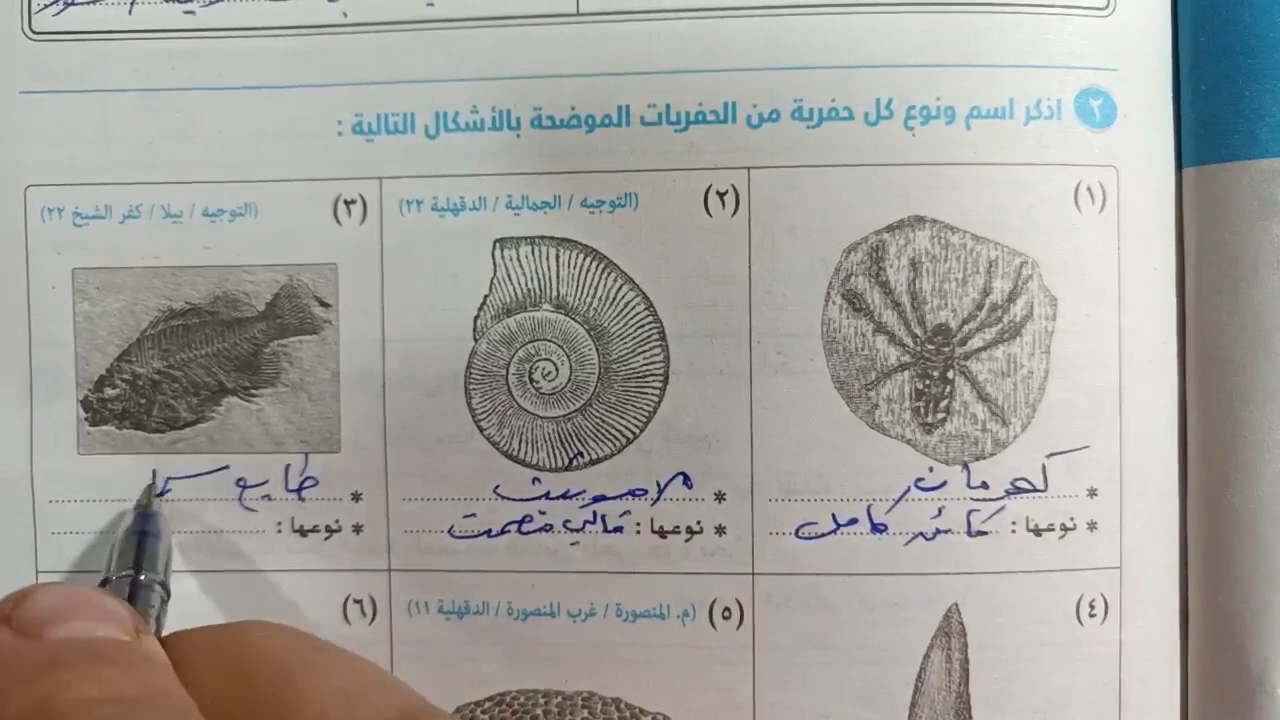 ٢ اذكر اسم ونوع كل حفرية من الحفريات الموضحة بالأشكال التالية :
(١)
(٢) (التوجيه / الجمالية / الدقهلية ٢٢)
(٣) (التوجيه / بيلا / كفر الشيخ ٢٢)
* كهرمان
* نوعها : كائن كامل
* الأمونيت
* نوعها : قالب مصمت
* طابع
* نوعها :
(٤)
(٥) (م. المنصورة / غرب المنصورة / الدقهلية ١١)
(٦)